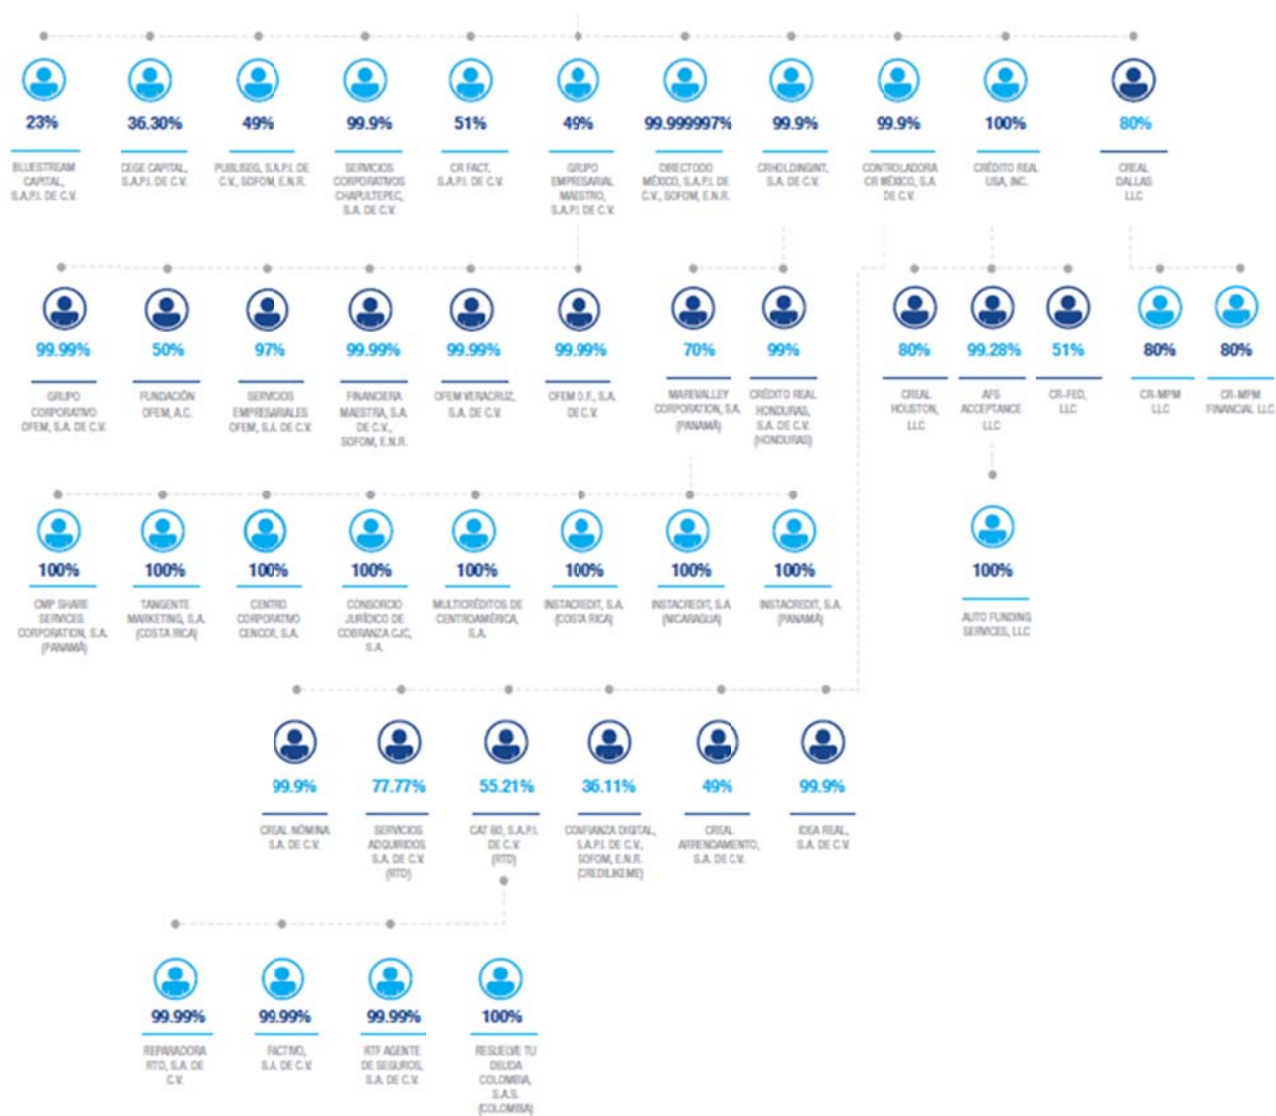 23%
36.30%
49%
99.9%
51%
49%
99.999997%
99.9%
99.9%
100%
80%
BLUESTREAM
CAPITAL,
S.A.P.I. DE C.V.
CEGE CAPITAL,
S.A.P.I. DE C.V.
PUBLISEG, S.A.P.I. DE
C.V., SOFOM, E.N.R.
SERVICIOS
CORPORATIVOS
CHAPULTEPEC,
S.A. DE C.V.
CR FACT,
S.A.P.I. DE C.V.
GRUPO
EMPRESARIAL
MAESTRO,
S.A.P.I. DE C.V.
DIRECTODO
MÉXICO, S.A.P.I. DE
C.V., SOFOM, E.N.R.
CRHOLDINGINT,
S.A. DE C.V.
CONTROLADORA
CR MÉXICO, S.A
DE C.V.
CRÉDITO REAL
USA, INC.
CREAL
DALLAS
LLC
99.99%
50%
97%
99.99%
99.99%
99.99%
70%
99%
80%
99.28%
51%
80%
80%
GRUPO
CORPORATIVO
OFEM, S.A. DE C.V.
FUNDACIÓN
OFEM, A.C.
SERVICIOS
EMPRESARIALES
OFEM, S.A. DE C.V.
FINANCIERA
MAESTRA, S.A.
DE C.V.,
SOFOM, E.N.R.
OFEM VERACRUZ,
S.A. DE C.V.
OFEM D.F., S.A.
DE C.V.
MAREVALLEY
CORPORATION, S.A.
(PANAMÁ)
CRÉDITO REAL
HONDURAS,
S.A. DE C.V.
(HONDURAS)
CREAL
HOUSTON,
LLC
AFS
ACCEPTANCE
LLC
CR-FED,
LLC
CR-MPM
LLC
CR-MPM
FINANCIAL LLC
100%
100%
100%
100%
100%
100%
100%
100%
100%
CMP SHARE
SERVICES
CORPORATION, S.A.
(PANAMÁ)
TANGENTE
MARKETING, S.A.
(COSTA RICA)
CENTRO
CORPORATIVO
CENCOR, S.A.
CONSORCIO
JURÍDICO DE
COBRANZA CJC,
S.A.
MULTICRÉDITOS DE
CENTROAMÉRICA,
S.A.
INSTACREDIT, S.A.
(COSTA RICA)
INSTACREDIT, S.A
(NICARAGUA)
INSTACREDIT, S.A.
(PANAMÁ)
AUTO FUNDING
SERVICES, LLC
99.9%
77.77%
55.21%
36.11%
49%
99.9%
CREAL NÓMINA
S.A. DE C.V.
SERVICIOS
ADQUIRIDOS
S.A. DE C.V.
(RTD)
CAT 60, S.A.P.I.
DE C.V.
(RTD)
CONFIANZA DIGITAL,
S.A.P.I. DE C.V.,
SOFOM, E.N.R.
(CREDILIKEME)
CREAL
ARRENDAMIENTO,
S.A. DE C.V.
IDEA REAL,
S.A. DE C.V.
99.99%
99.99%
99.99%
100%
REPARADORA
RTD, S.A. DE
C.V.
FACTIVO,
S.A. DE C.V.
RTF AGENTE
DE SEGUROS,
S.A. DE C.V.
RESUELVE TU
DEUDA
COLOMBIA,
S.A.S.
(COLOMBIA)